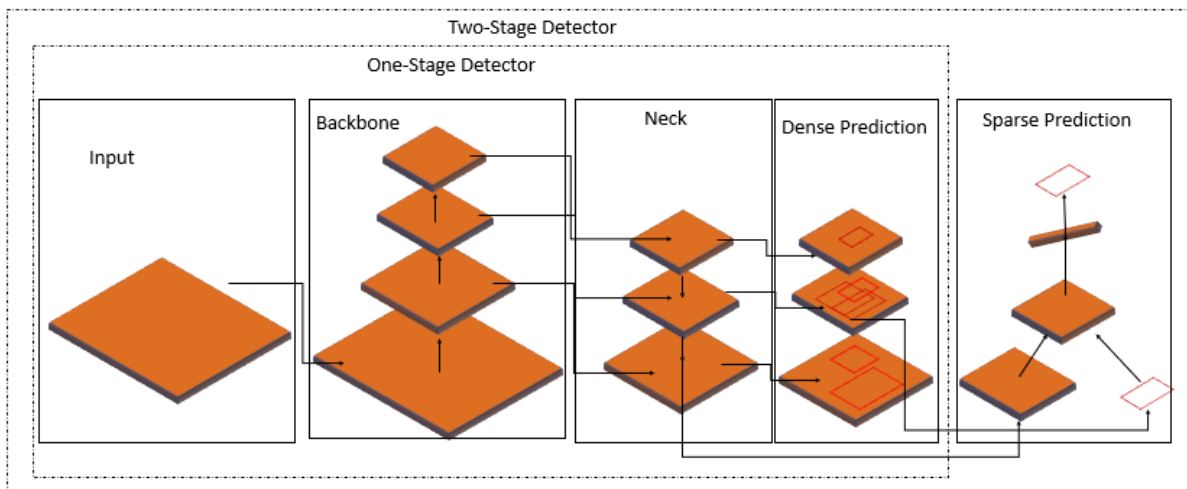 Two-Stage Detector
One-Stage Detector
Input
Backbone
Neck
Dense Prediction
Sparse Prediction